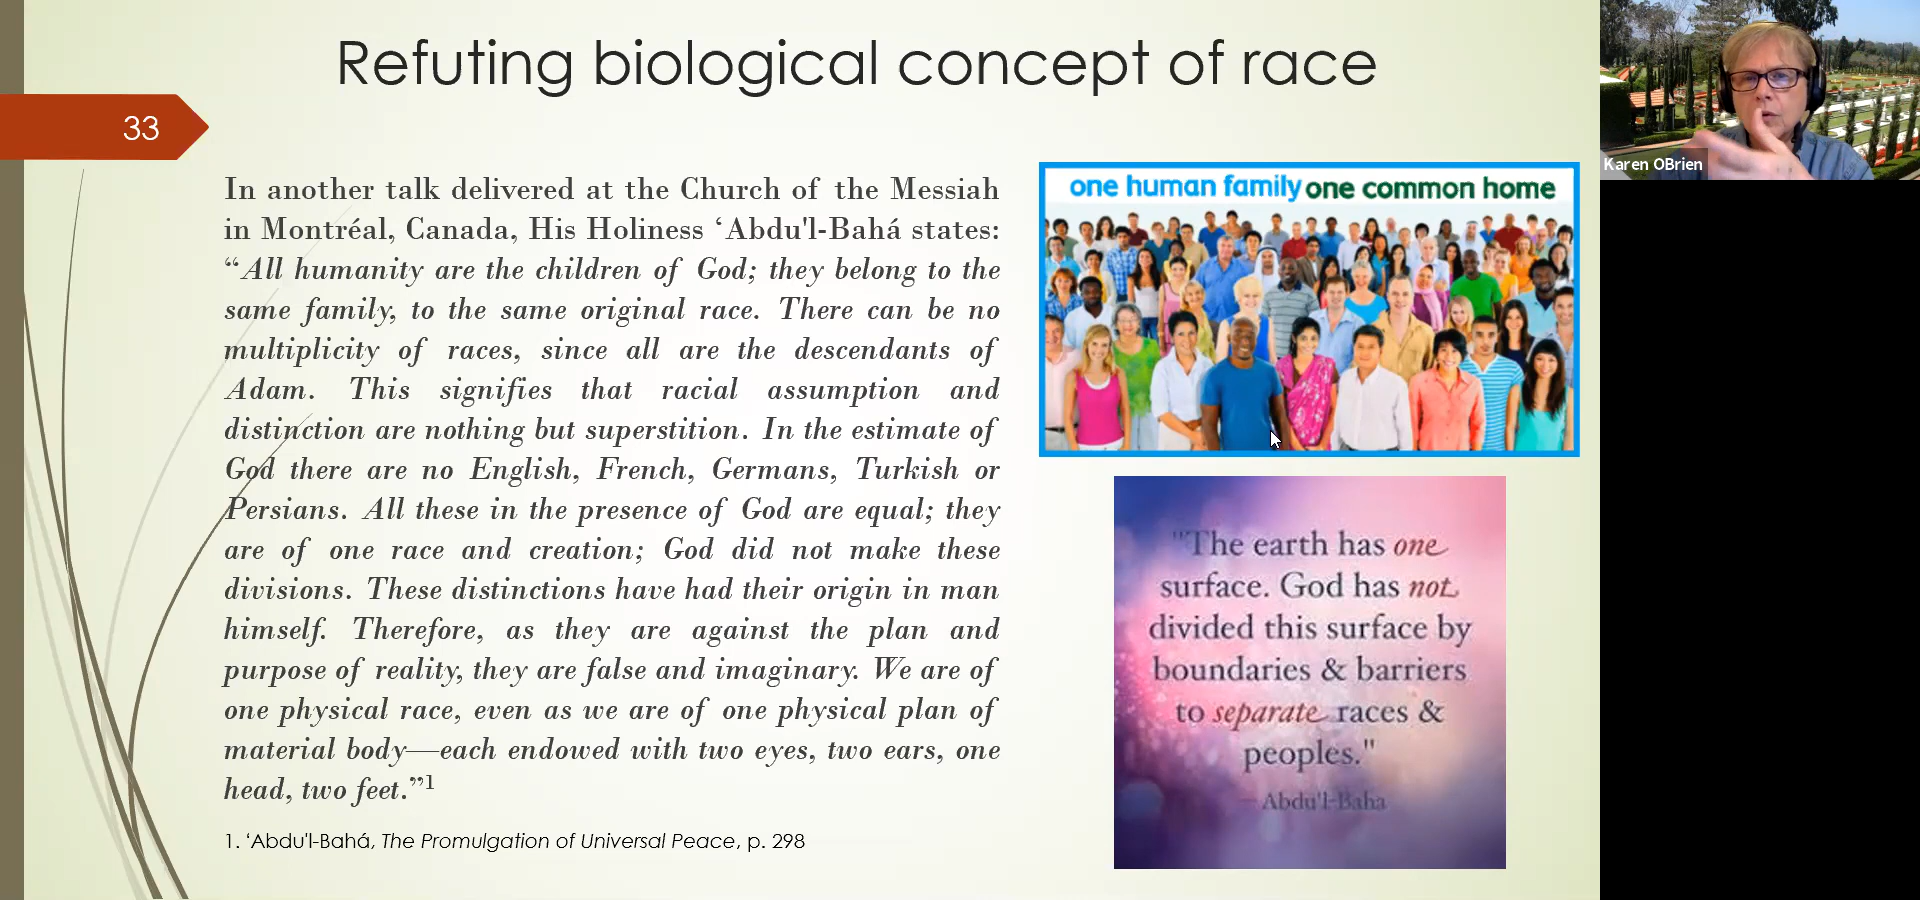 Refuting biological concept of race
33
In another talk delivered at the Church of the Messiah
in Montréal, Canada, His Holiness ‘Abdu'l-Bahá states:
“All humanity are the children of God; they belong to the
same family, to the same original race. There can be no
multiplicity of races, since all are the descendants of
Adam. This signifies that racial assumption and
distinction are nothing but superstition. In the estimate of
God there are no English, French, Germans, Turkish or
Persians. All these in the presence of God are equal; they
are of one race and creation; God did not make these
divisions. These distinctions have had their origin in man
himself. Therefore, as they are against the plan and
purpose of reality, they are false and imaginary. We are of
one physical race, even as we are of one physical plan of
material body—each endowed with two eyes, two ears, one
head, two feet.”1
1. ‘Abdu'l-Bahá, The Promulgation of Universal Peace, p. 298
one human family one common home
"The earth has one
surface. God has not
divided this surface by
boundaries & barriers
to separate races &
peoples."
- Abdu'l-Baha
Karen OBrien